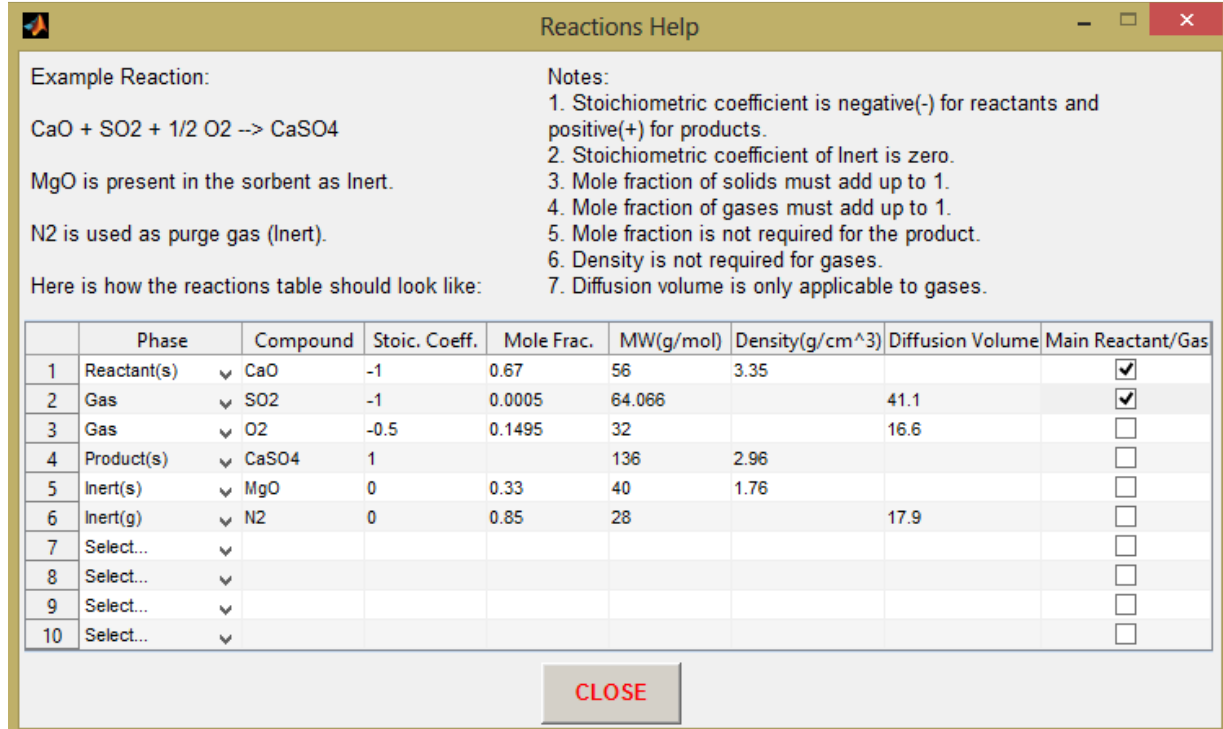 Reactions Help
Example Reaction:
CaO + SO2 + 1/2 O2 --> CaSO4
MgO is present in the sorbent as Inert.
N2 is used as purge gas (Inert).
Here is how the reactions table should look like:
Notes:
1. Stoichiometric coefficient is negative(-) for reactants and
positive(+) for products.
2. Stoichiometric coefficient of Inert is zero.
3. Mole fraction of solids must add up to 1.
4. Mole fraction of gases must add up to 1.
5. Mole fraction is not required for the product.
6. Density is not required for gases.
7. Diffusion volume is only applicable to gases.
Phase Compound Stoic. Coeff. Mole Frac. MW(g/mol) Density(g/cm^3) Diffusion Volume Main Reactant/Gas
1 Reactant(s) CaO -1 0.67 56 3.35
2 Gas SO2 -1 0.0005 64.066 41.1
3 Gas O2 -0.5 0.1495 32 16.6
4 Product(s) CaSO4 1 136 2.96
5 Inert(s) MgO 0 0.33 40 1.76
6 Inert(g) N2 0 0.85 28 17.9
7 Select...
8 Select...
9 Select...
10 Select...
CLOSE